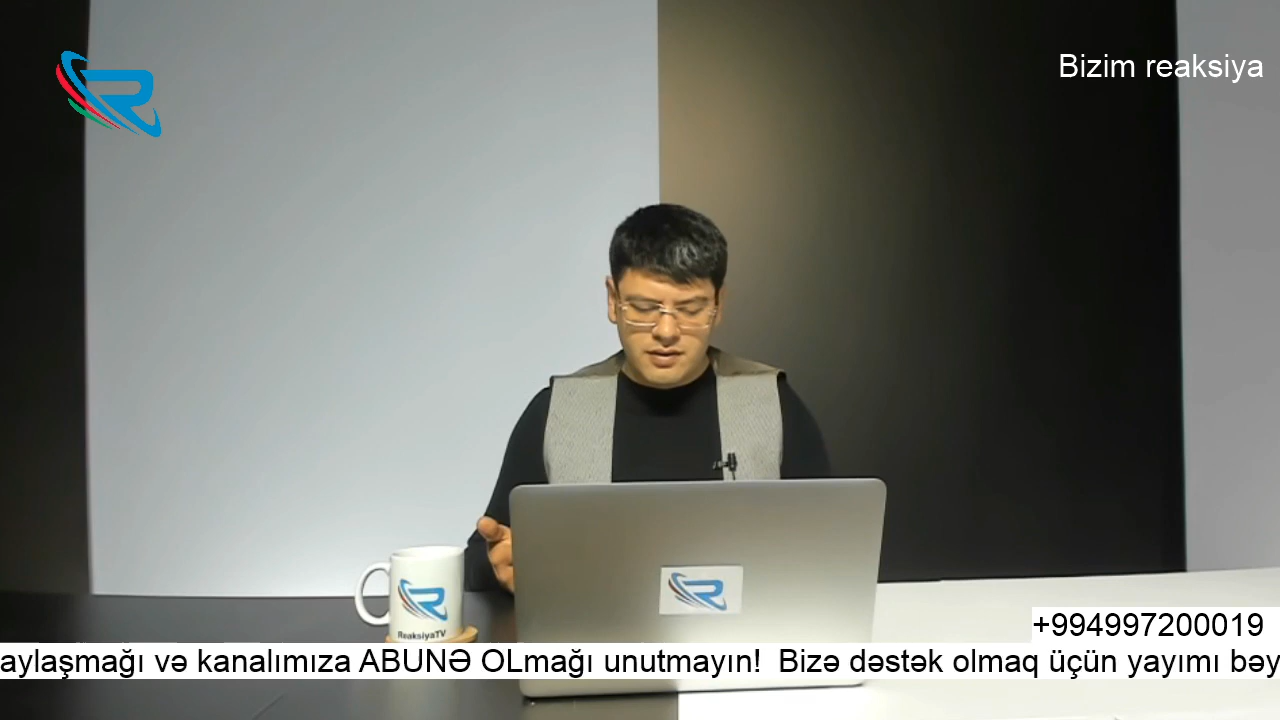 Bizim reaksiya
ReaksiyaTV
+994997200019
aylaşmağı və kanalımıza ABUNƏ OLmağı unutmayın!  Bizə dəstək olmaq üçün yayımı bəy